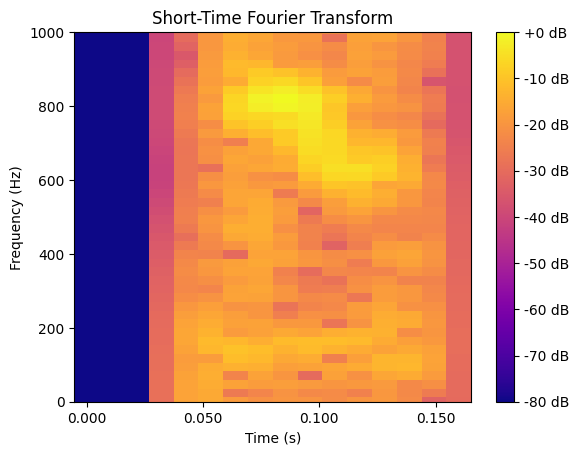 Short-Time Fourier Transform
Frequency (Hz)
1000
800
600
400
200
0
0.000
0.050
0.100
0.150
Time (s)
+0 dB
-10 dB
-20 dB
-30 dB
-40 dB
-50 dB
-60 dB
-70 dB
-80 dB